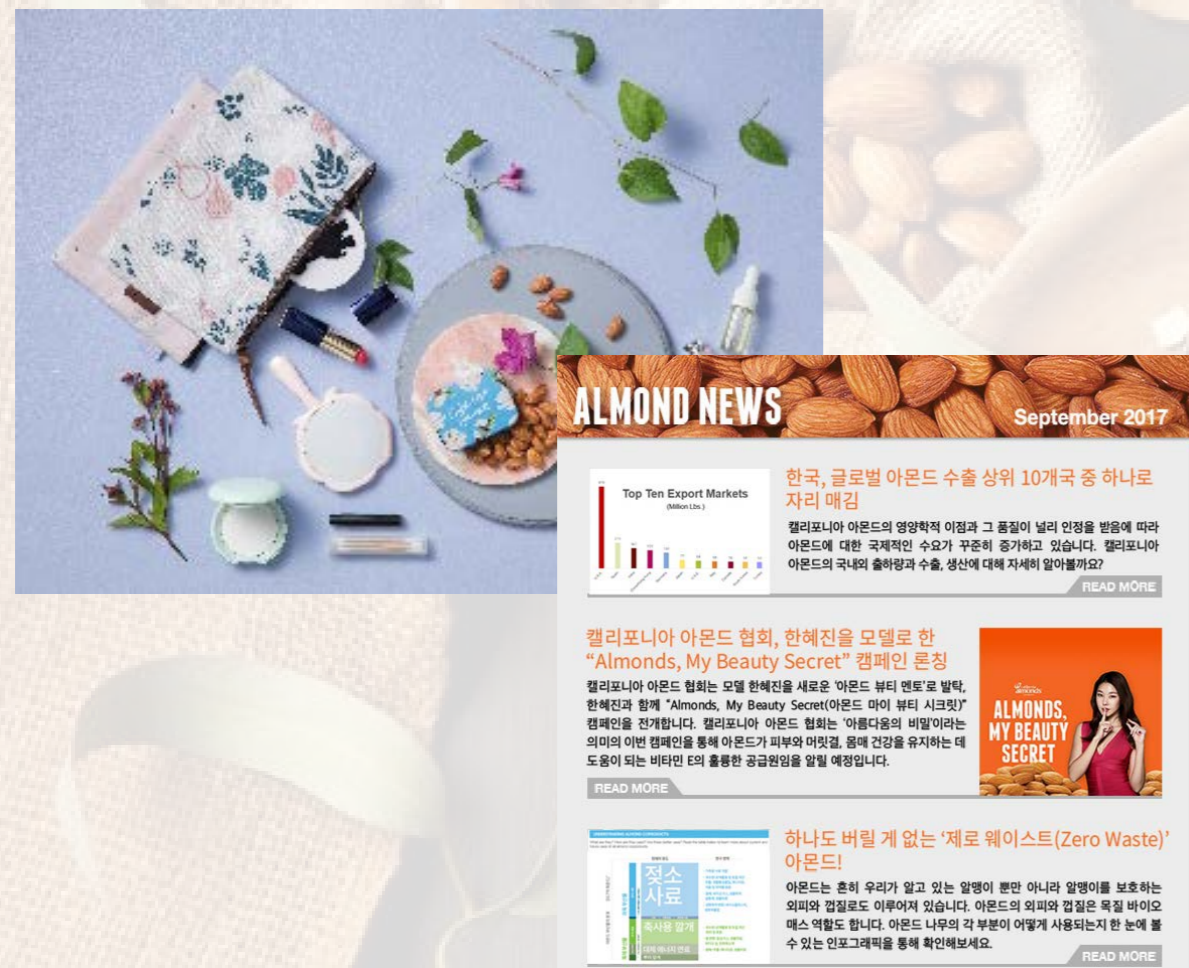 ALMOND NEWS
September 2017
Top Ten Export Markets
(Million Lbs.)
한국, 글로벌 아몬드 수출 상위 10개국 중 하나로
자리 매김
캘리포니아 아몬드의 영양학적 이점과 그 품질이 널리 인정을 받음에 따라
아몬드에 대한 국제적인 수요가 꾸준히 증가하고 있습니다. 캘리포니아
아몬드의 국내외 출하량과 수출, 생산에 대해 자세히 알아볼까요?
READ MORE
캘리포니아 아몬드 협회, 한혜진을 모델로 한
“Almonds, My Beauty Secret” 캠페인 론칭
캘리포니아 아몬드 협회는 모델 한혜진을 새로운 ‘아몬드 뷰티 멘토’로 발탁,
한혜진과 함께 “Almonds, My Beauty Secret(아몬드 마이 뷰티 시크릿)”
캠페인을 전개합니다. 캘리포니아 아몬드 협회는 ‘아름다움의 비밀’이라는
의미의 이번 캠페인을 통해 아몬드가 피부와 머릿결, 몸매 건강을 유지하는 데
도움이 되는 비타민 E의 훌륭한 공급원임을 알릴 예정입니다.
READ MORE
almonds
ALMONDS,
MY BEAUTY
SECRET
하나도 버릴 게 없는 ‘제로 웨이스트(Zero Waste)’
아몬드!
아몬드는 흔히 우리가 알고 있는 알맹이 뿐만 아니라 알맹이를 보호하는
외피와 껍질로도 이루어져 있습니다. 아몬드의 외피와 껍질은 목질 바이오
매스 역할도 합니다. 아몬드 나무의 각 부분이 어떻게 사용되는지 한 눈에 볼
수 있는 인포그래픽을 통해 확인해보세요.
READ MORE
젖소
사료
축사용 깔개
대체 에너지 연료